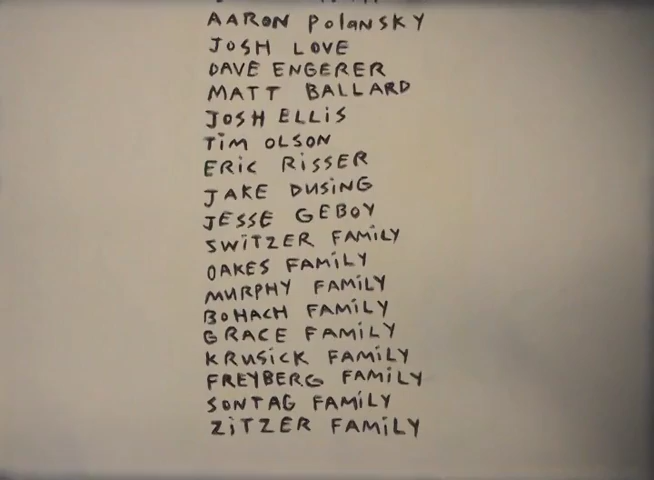 AARON PolanSKY
JOSH LOVE
DAVE ENGERER
MATT BALLARD
JOSH ELLiS
TiM OLSON
ERiC RiSSER
JAKE DUSiNG
JESSE GEBOY
SWiTZER FAMiLY
OAKES FAMiLY
MURPHY FAMiLY
BOHACH FAMiLY
GRACE FAMiLY
KRUSiCK FAMiLY
FREYBERG FAMiLY
SONTAG FAMiLY
ZiTZER FAMiLY